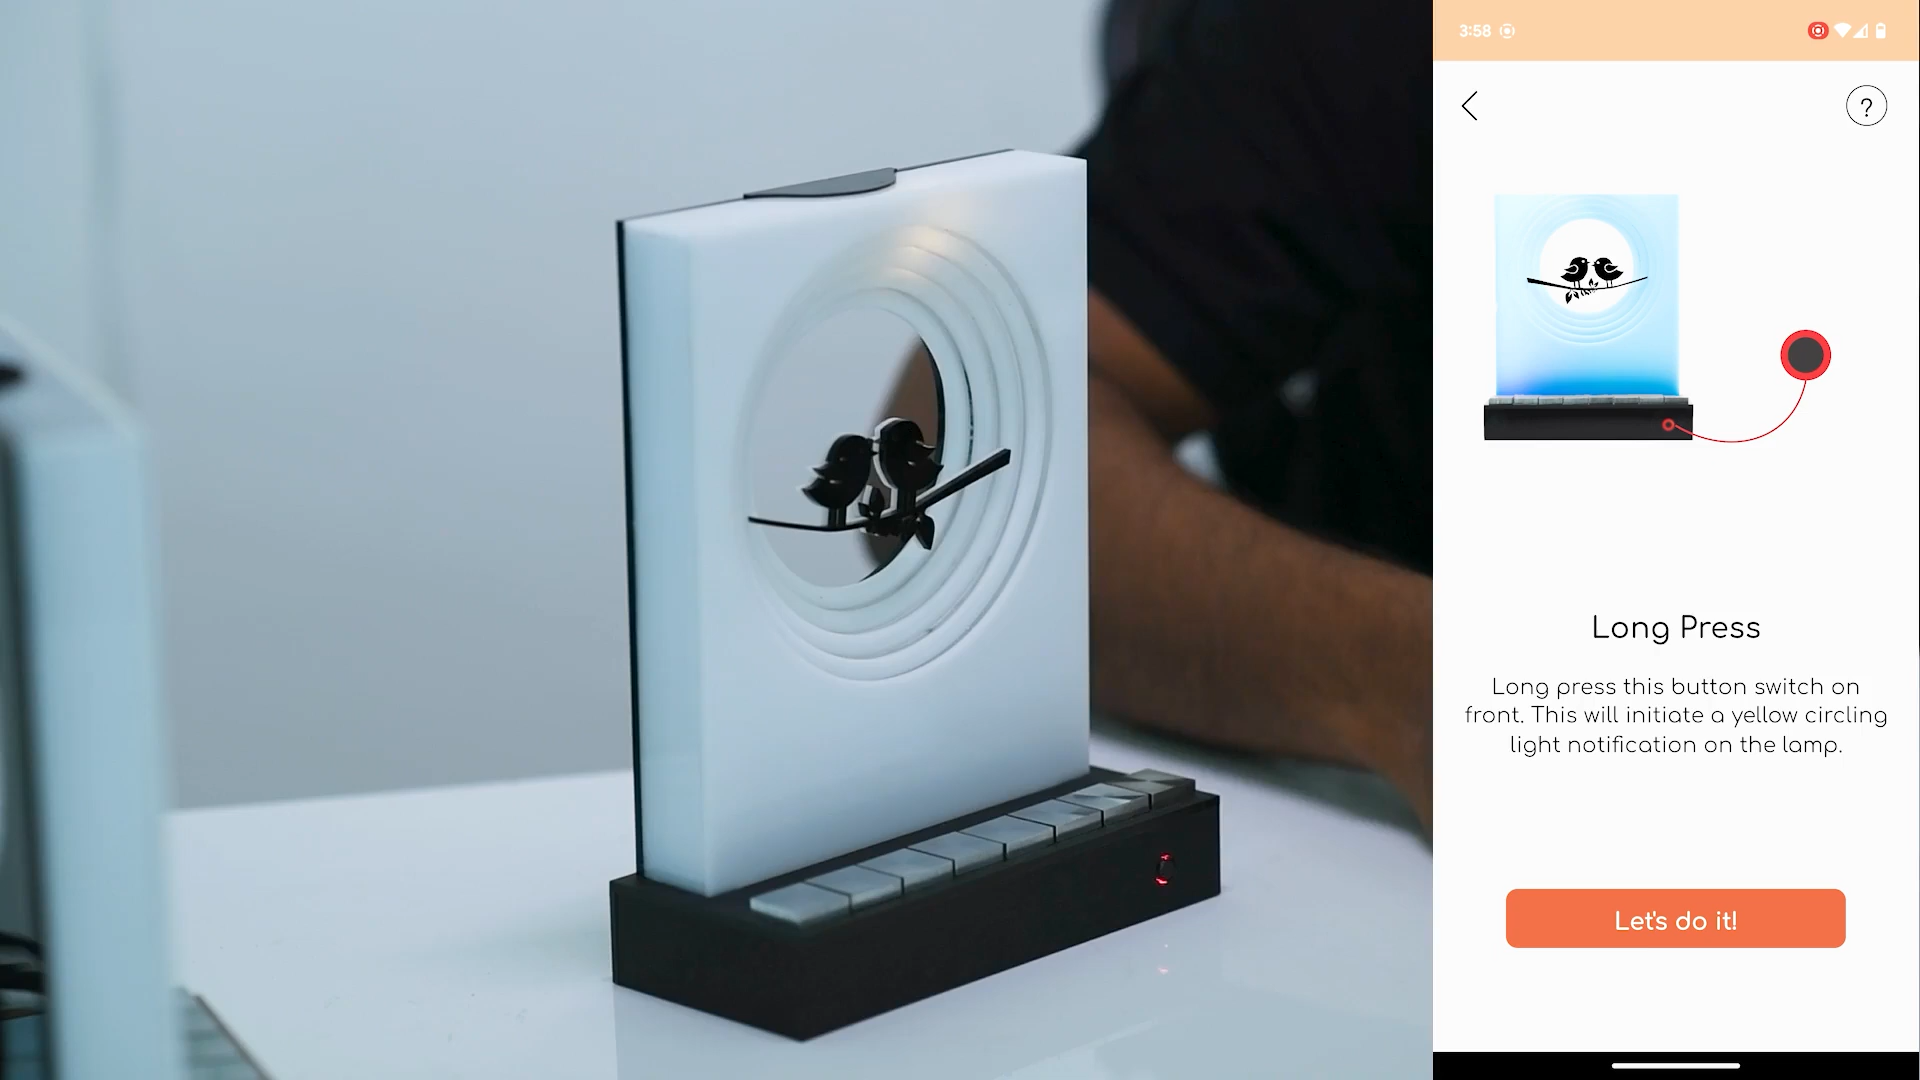 3:58
?
Long Press
Long press this button switch on
front. This will initiate a yellow circling
light notification on the lamp.
Let's do it!